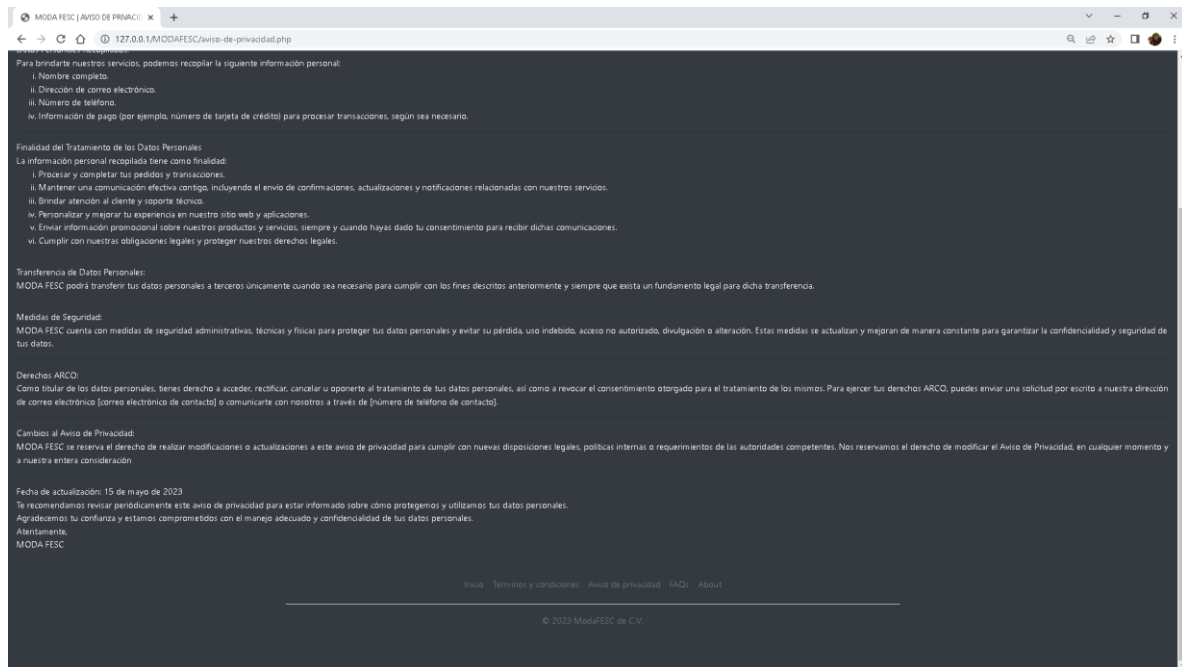 MODA FESC | AVISO DE PRIVACI
127.0.0.1/MODAFESC/aviso-de-privacidad.php
Datos Personales Recopilados:
Para brindarte nuestros servicios, podemos recopilar la siguiente información personal:
i. Nombre completo.
ii. Dirección de correo electrónico.
iii. Número de teléfono.
iv. Información de pago (por ejemplo, número de tarjeta de crédito) para procesar transacciones, según sea necesario.
Finalidad del Tratamiento de los Datos Personales
La información personal recopilada tiene como finalidad:
i. Procesar y completar tus pedidos y transacciones.
ii. Mantener una comunicación efectiva contigo, incluyendo el envío de confirmaciones, actualizaciones y notificaciones relacionadas con nuestros servicios.
iii. Brindar atención al cliente y soporte técnico.
iv. Personalizar y mejorar tu experiencia en nuestro sitio web y aplicaciones.
v. Enviar información promocional sobre nuestros productos y servicios, siempre y cuando hayas dado tu consentimiento para recibir dichas comunicaciones.
vi. Cumplir con nuestras obligaciones legales y proteger nuestros derechos legales.
Transferencia de Datos Personales:
MODA FESC podrá transferir tus datos personales a terceros únicamente cuando sea necesario para cumplir con los fines descritos anteriormente y siempre que exista un fundamento legal para dicha transferencia.
Medidas de Seguridad:
MODA FESC cuenta con medidas de seguridad administrativas, técnicas y físicas para proteger tus datos personales y evitar su pérdida, uso indebido, acceso no autorizado, divulgación o alteración. Estas medidas se actualizan y mejoran de manera constante para garantizar la confidencialidad y seguridad de
tus datos.
Derechos ARCO:
Como titular de los datos personales, tienes derecho a acceder, rectificar, cancelar u oponerte al tratamiento de tus datos personales, así como a revocar el consentimiento otorgado para el tratamiento de los mismos. Para ejercer tus derechos ARCO, puedes enviar una solicitud por escrito a nuestra dirección
de correo electrónico [correo electrónico de contacto] o comunicarte con nosotros a través de [número de teléfono de contacto].
Cambios al Aviso de Privacidad:
MODA FESC se reserva el derecho de realizar modificaciones o actualizaciones a este aviso de privacidad para cumplir con nuevas disposiciones legales, políticas internas o requerimientos de las autoridades competentes. Nos reservamos el derecho de modificar el Aviso de Privacidad, en cualquier momento y
a nuestra entera consideración
Fecha de actualización: 15 de mayo de 2023
Te recomendamos revisar periódicamente este aviso de privacidad para estar informado sobre cómo protegemos y utilizamos tus datos personales.
Agradecemos tu confianza y estamos comprometidos con el manejo adecuado y confidencialidad de tus datos personales.
Atentamente,
MODA FESC
Inicio Terminos y condiciones Aviso de privacidad FAQs About
© 2023 ModaFESC de C.V.